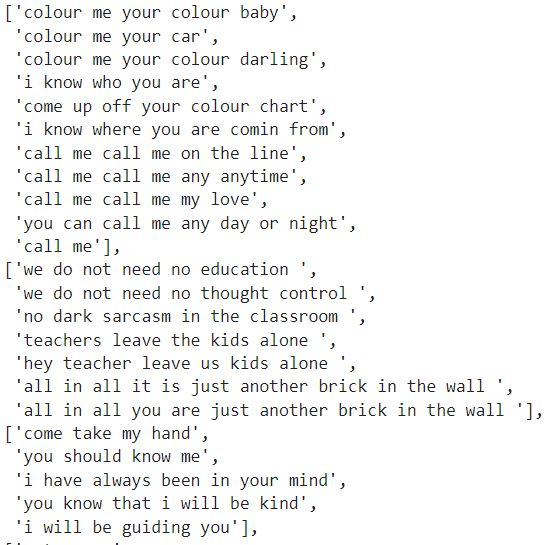 ['colour me your colour baby',
'colour me your car',
'colour me your colour darling',
'i know who you are',
'come up off your colour chart',
'i know where you are comin from',
'call me call me on the line',
'call me call me any anytime',
'call me call me my love',
'you can call me any day or night',
'call me'],
['we do not need no education ',
'we do not need no thought control ',
'no dark sarcasm in the classroom ',
'teachers leave the kids alone ',
'hey teacher leave us kids alone ',
'all in all it is just another brick in the wall ',
'all in all you are just another brick in the wall '],
['come take my hand',
'you should know me',
'i have always been in your mind',
'you know that i will be kind',
'i will be guiding you'],